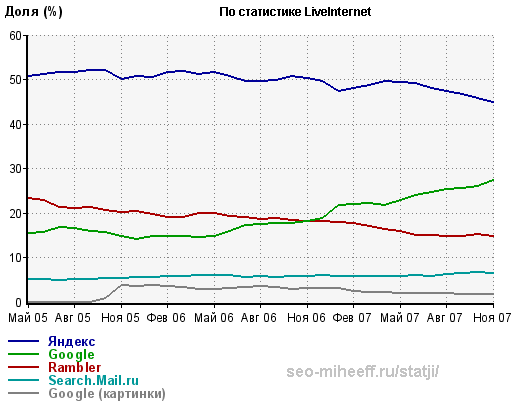 Доля (%)
По статистике LiveInternet
60
50
40
30
20
10
0
Май 05 Авг 05 Ноя 05 Фев 06 Май 06 Авг 06 Ноя 06 Фев 07 Май 07 Авг 07 Ноя 07
Яндекс
Google
Rambler
Search.Mail.ru
Google (картинки)
seo-miheeff.ru/statji/